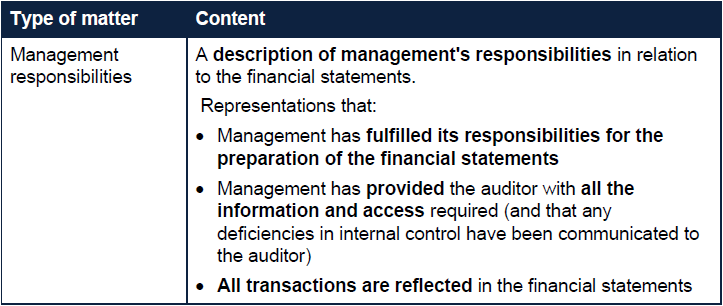 Type of matter
Content
Management
responsibilities
A description of management's responsibilities in relation
to the financial statements.
Representations that:
• Management has fulfilled its responsibilities for the
preparation of the financial statements
• Management has provided the auditor with all the
information and access required (and that any
deficiencies in internal control have been communicated to
the auditor)
• All transactions are reflected in the financial statements